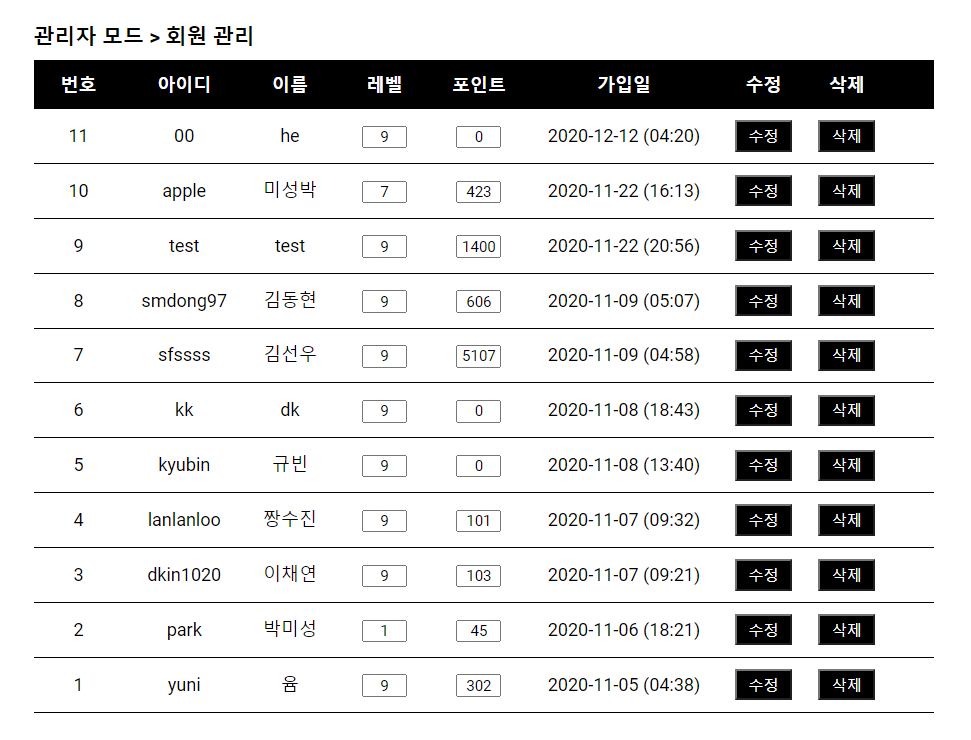 관리자 모드 > 회원 관리
번호 아이디 이름 레벨 포인트 가입일 수정 삭제
11 00 he 9 0 2020-12-12 (04:20) 수정 삭제
10 apple 미성박 7 423 2020-11-22 (16:13) 수정 삭제
9 test test 9 1400 2020-11-22 (20:56) 수정 삭제
8 smdong97 김동현 9 606 2020-11-09 (05:07) 수정 삭제
7 sfssss 김선우 9 5107 2020-11-09 (04:58) 수정 삭제
6 kk dk 9 0 2020-11-08 (18:43) 수정 삭제
5 kyubin 규빈 9 0 2020-11-08 (13:40) 수정 삭제
4 lanlanloo 짱수진 9 101 2020-11-07 (09:32) 수정 삭제
3 dkin1020 이채연 9 103 2020-11-07 (09:21) 수정 삭제
2 park 박미성 1 45 2020-11-06 (18:21) 수정 삭제
1 yuni 윰 9 302 2020-11-05 (04:38) 수정 삭제